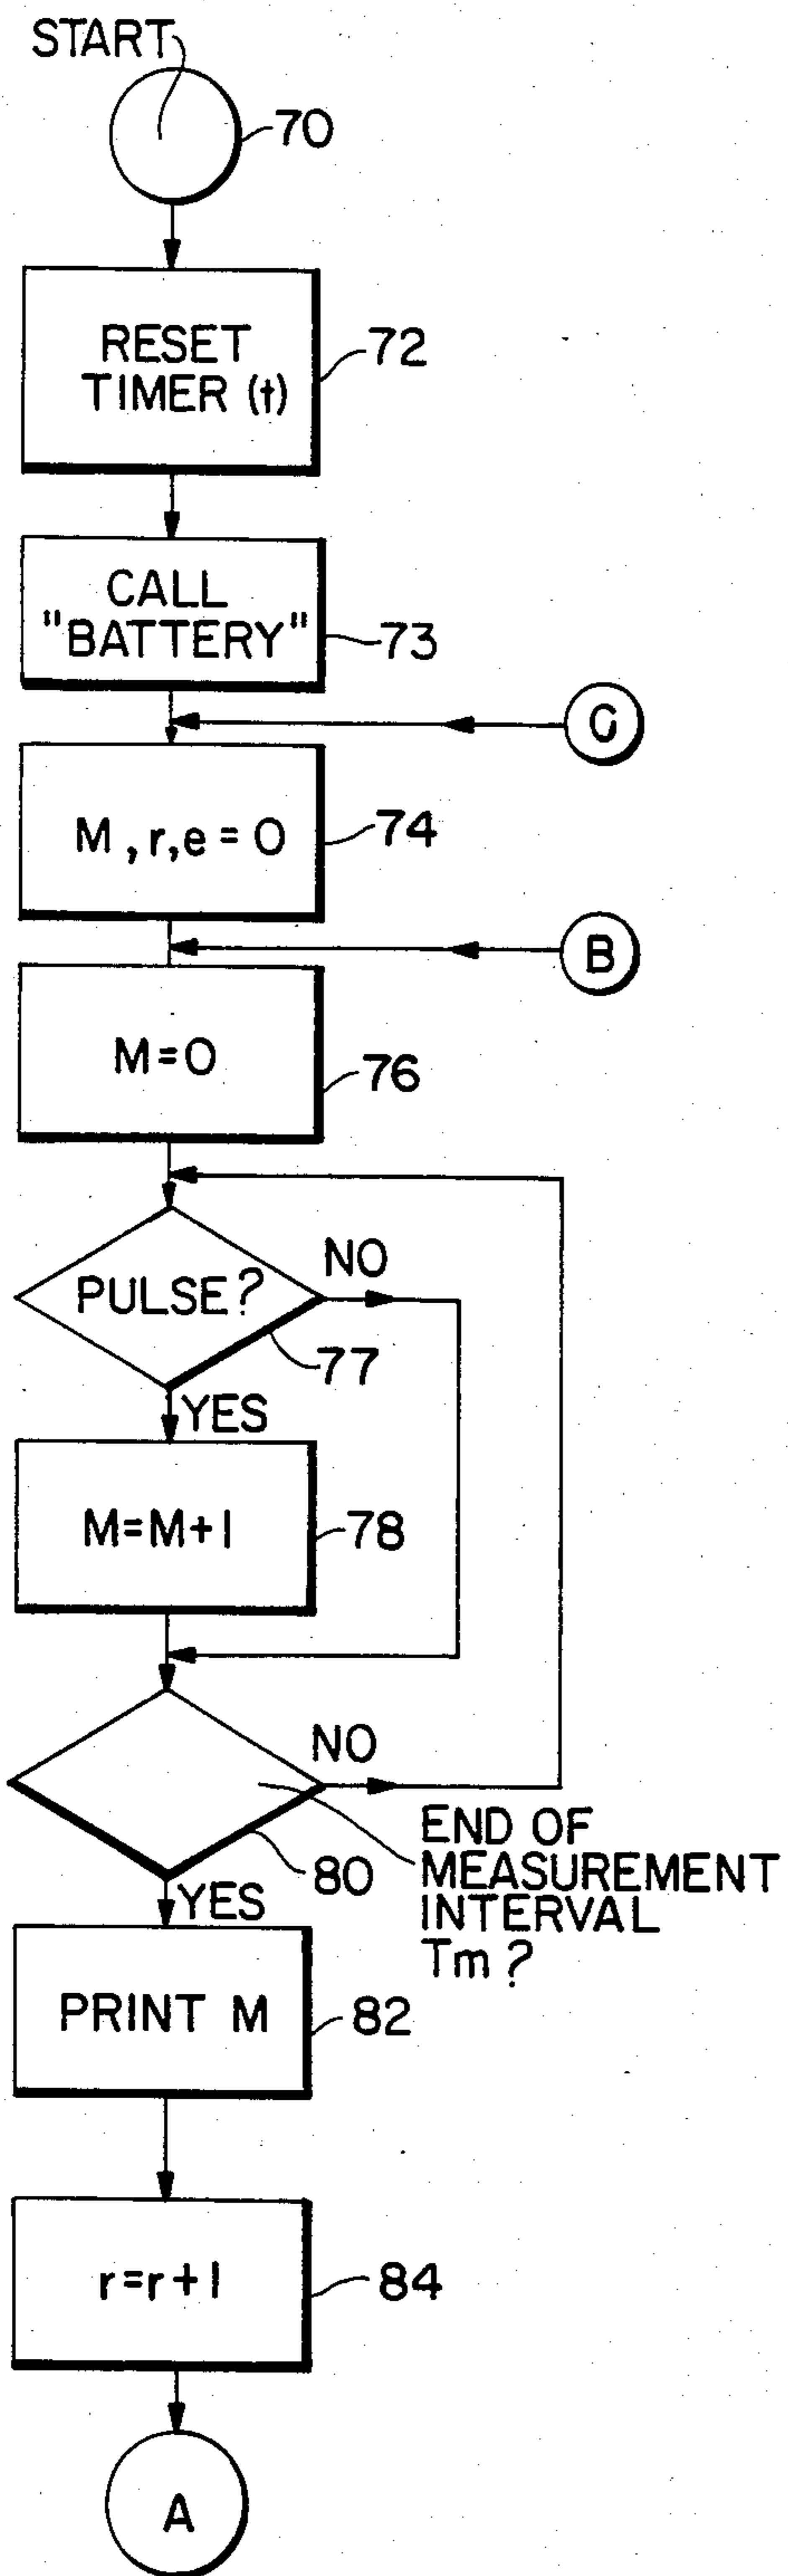 START
70
RESET
TIMER (t)
72
CALL
"BATTERY"
73
G
M, r, e = 0
74
B
M=0
76
PULSE?
NO
77
YES
M=M+1
78
NO
80
END OF
MEASUREMENT
INTERVAL
Tm?
YES
PRINT M
82
r=r+1
84
A